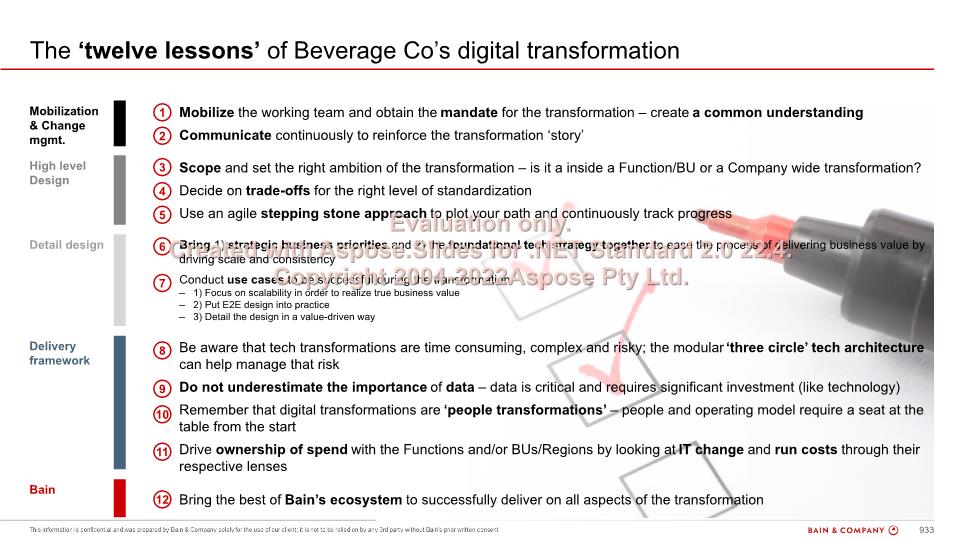 The ‘twelve lessons’ of Beverage Co’s digital transformation
Mobilization
& Change
mgmt.
1 Mobilize the working team and obtain the mandate for the transformation – create a common understanding
2 Communicate continuously to reinforce the transformation ‘story’
High level
Design
3 Scope and set the right ambition of the transformation – is it a inside a Function/BU or a Company wide transformation?
4 Decide on trade-offs for the right level of standardization
5 Use an agile stepping stone approach to plot your path and continuously track progress
Evaluation only.
Detail design
6 Bring 1) strategic business priorities and 2) the foundational tech strategy together to ease the process of delivering business value by
driving scale and consistency
Created with Aspose.Slides for .NET Standard 2.0 22.4.
7 Conduct use cases to be successful during the transformation
Copyright 2004-2022Aspose Pty Ltd.
– 1) Focus on scalability in order to realize true business value
– 2) Put E2E design into practice
– 3) Detail the design in a value-driven way
Delivery
framework
8 Be aware that tech transformations are time consuming, complex and risky; the modular ‘three circle’ tech architecture
can help manage that risk
9 Do not underestimate the importance of data – data is critical and requires significant investment (like technology)
10 Remember that digital transformations are ‘people transformations’ – people and operating model require a seat at the
table from the start
11 Drive ownership of spend with the Functions and/or BUs/Regions by looking at IT change and run costs through their
respective lenses
Bain
12 Bring the best of Bain’s ecosystem to successfully deliver on all aspects of the transformation
This information is confidential and was prepared by Bain & Company solely for the use of our client; it is not to be relied on by any 3rd party without Bain's prior written consent
BAIN & COMPANY
933